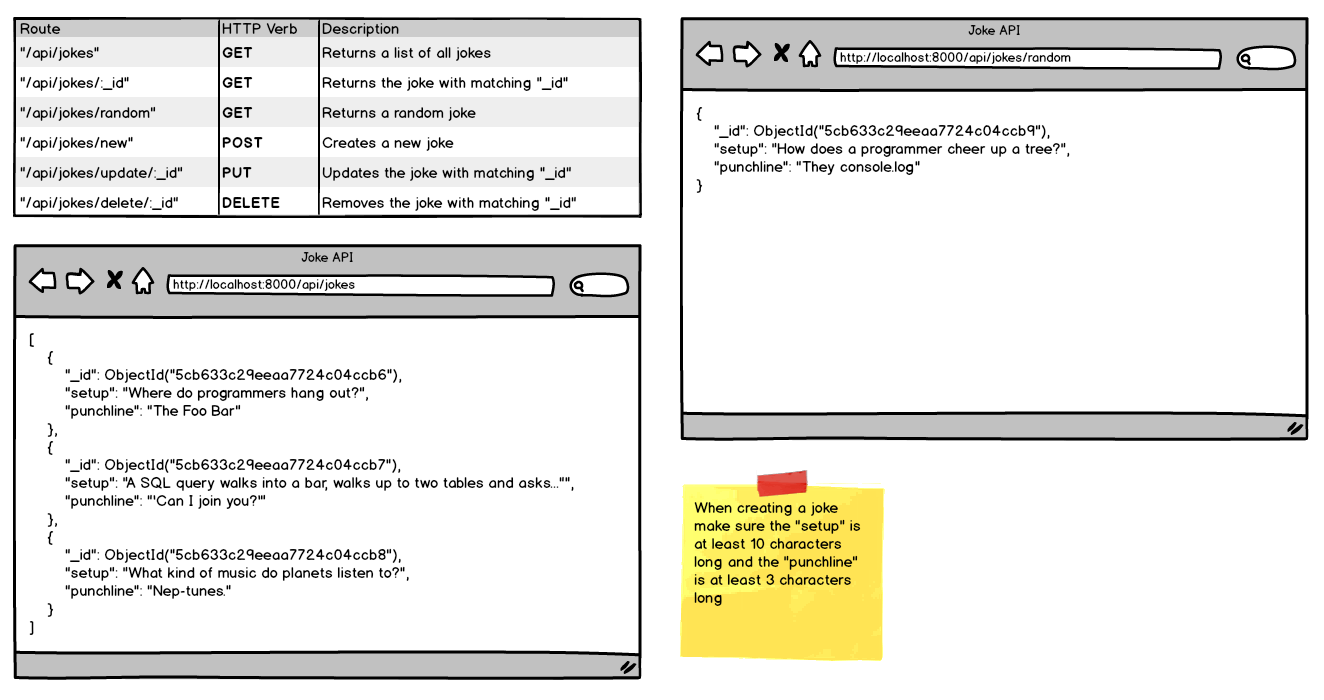 Route HTTP Verb Description
"/api/jokes" GET Returns a list of all jokes
"/api/jokes/:_id" GET Returns the joke with matching "_id"
"/api/jokes/random" GET Returns a random joke
"/api/jokes/new" POST Creates a new joke
"/api/jokes/update/:_id" PUT Updates the joke with matching "_id"
"/api/jokes/delete/:_id" DELETE Removes the joke with matching "_id"
Joke API
http://localhost:8000/api/jokes
[
{
"_id": ObjectId("5cb633c29eeaa7724c04ccb6"),
"setup": "Where do programmers hang out?",
"punchline": "The Foo Bar"
},
{
"_id": ObjectId("5cb633c29eeaa7724c04ccb7"),
"setup": "A SQL query walks into a bar, walks up to two tables and asks..."",
"punchline": "'Can I join you?'"
},
{
"_id": ObjectId("5cb633c29eeaa7724c04ccb8"),
"setup": "What kind of music do planets listen to?",
"punchline": "Nep-tunes."
}
]
Joke API
http://localhost:8000/api/jokes/random
{
"_id": ObjectId("5cb633c29eeaa7724c04ccb9"),
"setup": "How does a programmer cheer up a tree?",
"punchline": "They console.log"
}
When creating a joke
make sure the "setup" is
at least 10 characters
long and the "punchline"
is at least 3 characters
long